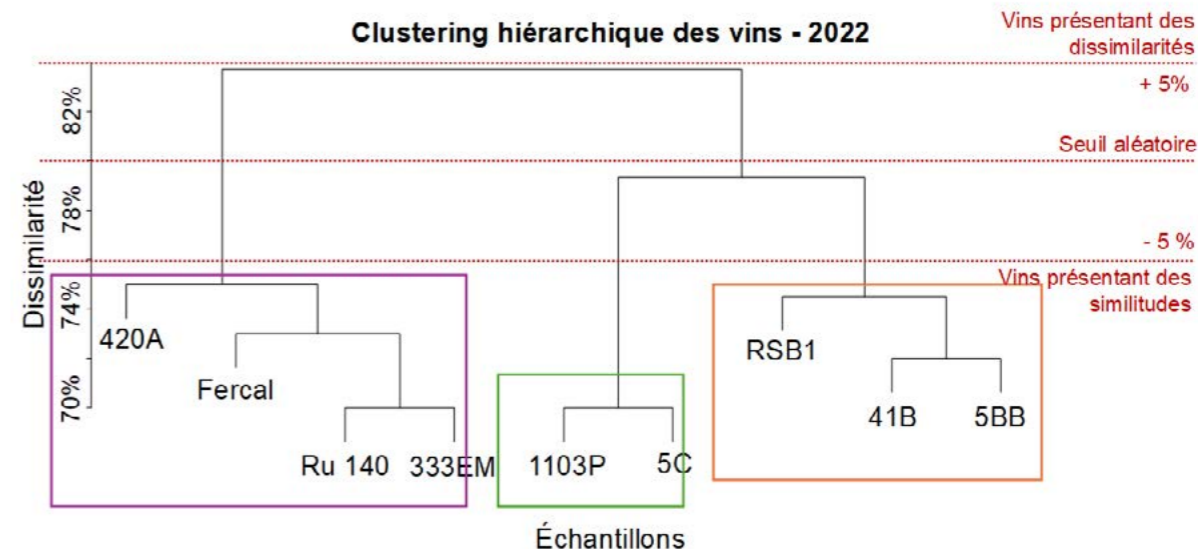 Clustering hiérarchique des vins - 2022
Vins présentant des
dissimilarités
+ 5%
Seuil aléatoire
- 5 %
Vins présentant des
similitudes
Dissimilarité
82%
78%
74%
70%
420A
Fercal
Ru 140
333EM
1103P
5C
RSB1
41B
5BB
Échantillons